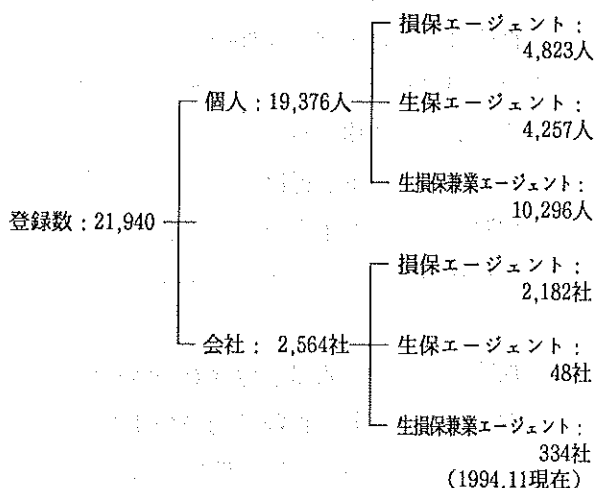 損保エージェント:
4,823人
個人:19,376人
生保エージェント:
4,257人
生損保兼業エージェント:
10,296人
登録数:21,940
損保エージェント:
2,182社
会社: 2,564社
生保エージェント:
48社
生損保兼業エージェント:
334社
(1994.11現在)